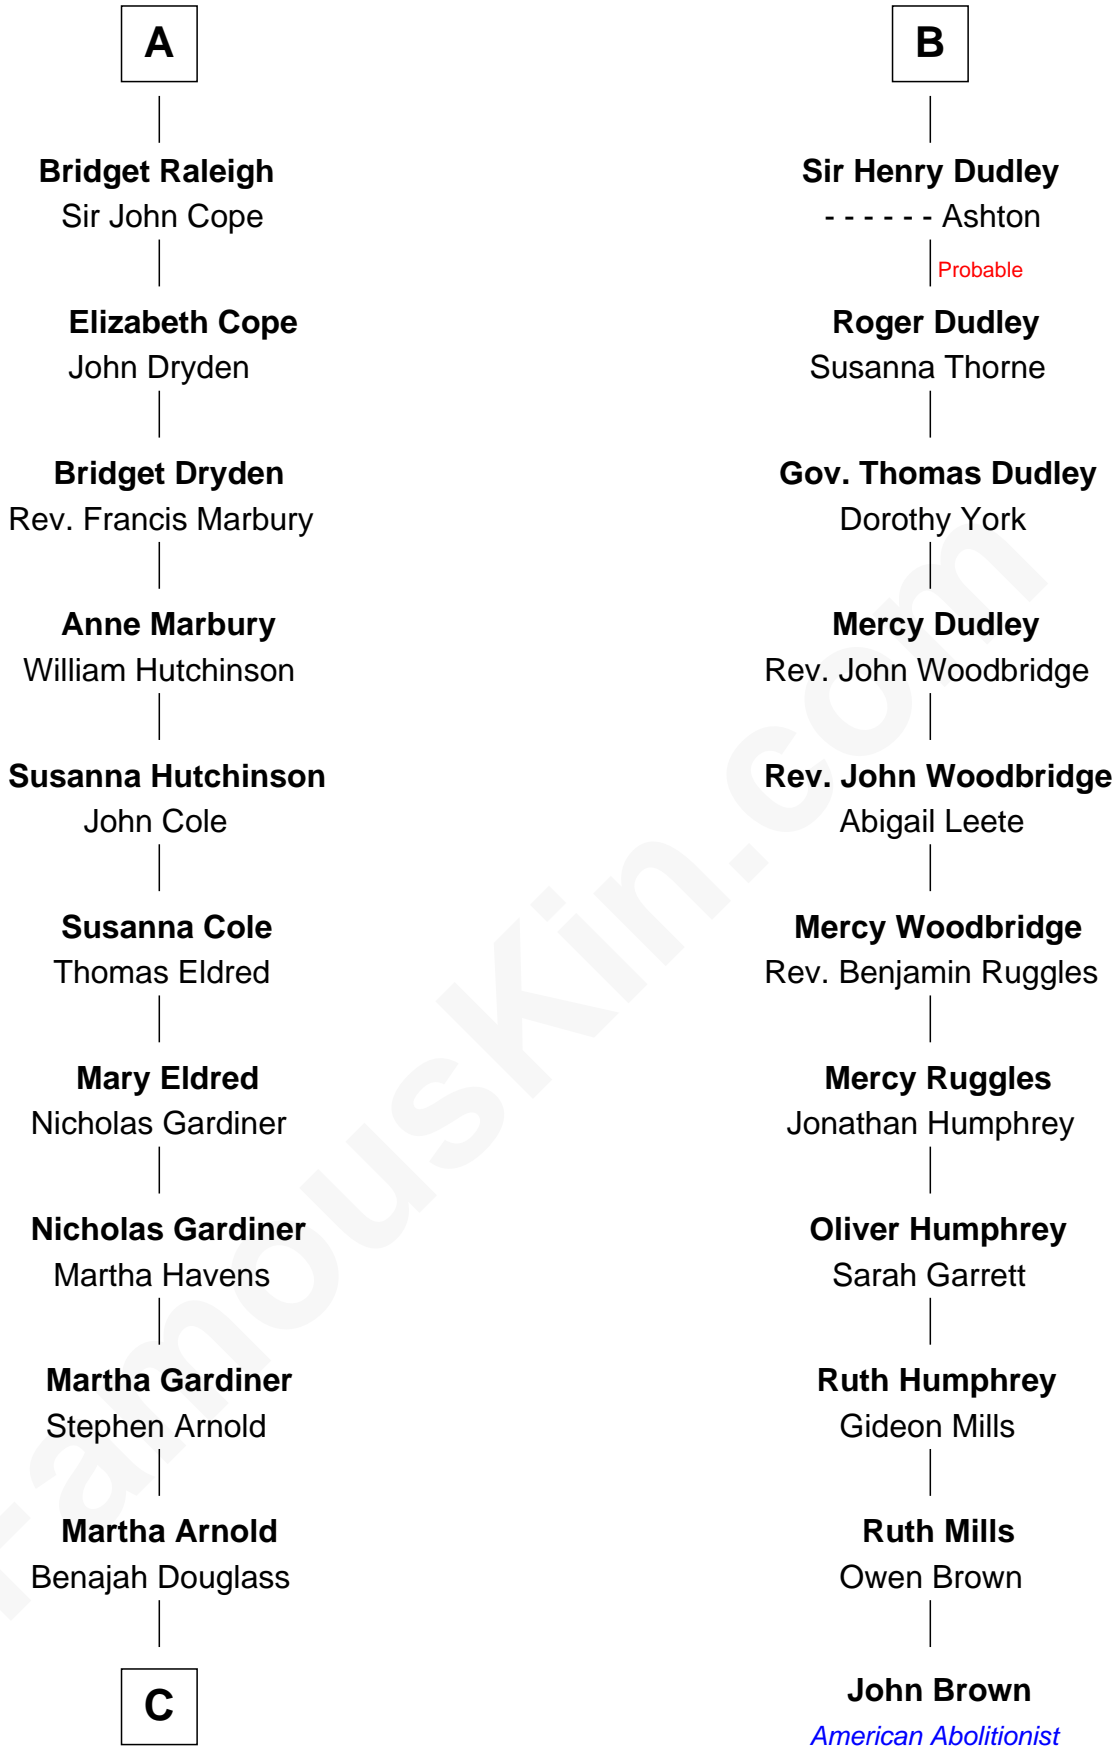 A
Bridget Raleigh
Sir John Cope
Elizabeth Cope
John Dryden
Bridget Dryden
Rev. Francis Marbury
Anne Marbury
William Hutchinson
Susanna Hutchinson
John Cole
Susanna Cole
Thomas Eldred
Mary Eldred
Nicholas Gardiner
Nicholas Gardiner
Martha Havens
Martha Gardiner
Stephen Arnold
Martha Arnold
Benajah Douglass
C
B
Sir Henry Dudley
- - - - - - Ashton
Probable
Roger Dudley
Susanna Thorne
Gov. Thomas Dudley
Dorothy York
Mercy Dudley
Rev. John Woodbridge
Rev. John Woodbridge
Abigail Leete
Mercy Woodbridge
Rev. Benjamin Ruggles
Mercy Ruggles
Jonathan Humphrey
Oliver Humphrey
Sarah Garrett
Ruth Humphrey
Gideon Mills
Ruth Mills
Owen Brown
John Brown
American Abolitionist
FamousKin.com